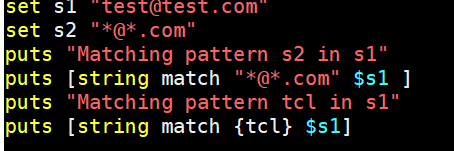 set s1 "test@test.com"
set s2 "*@*.com"
puts "Matching pattern s2 in s1"
puts [string match "*@*.com" $s1 ]
puts "Matching pattern tcl in s1"
puts [string match {tcl} $s1]